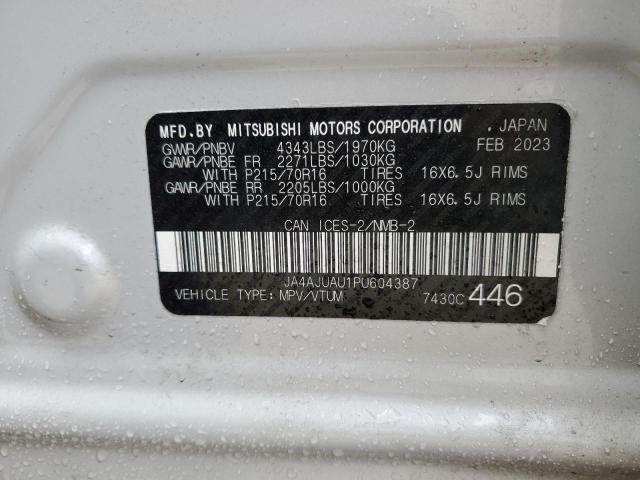 MFD.BY MITSUBISHI MOTORS CORPORATION . JAPAN
GVWR/PNBV 4343LBS/1970KG FEB 2023
GAWR/PNBE FR 2271LBS/1030KG
WITH P215/70R16 TIRES 16X6.5J RIMS
GAWR/PNBE RR 2205LBS/1000KG
WITH P215/70R16 TIRES 16X6.5J RIMS
CAN ICES-2/NMB-2
JA4AJUAU1PU604387
VEHICLE TYPE: MPV/VTUM 7430C 446